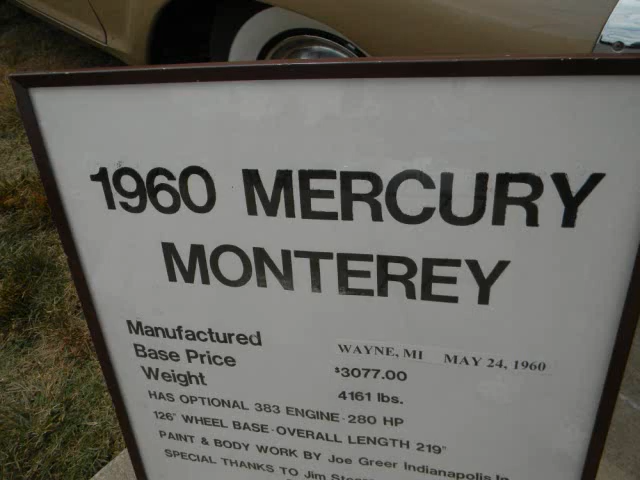 1960 MERCURY
MONTEREY
Manufactured WAYNE, MI MAY 24, 1960
Base Price $3077.00
Weight 4161 lbs.
HAS OPTIONAL 383 ENGINE-280 HP
126" WHEEL BASE-OVERALL LENGTH 219"
PAINT & BODY WORK BY Joe Greer Indianapolis
SPECIAL THANKS TO Jim